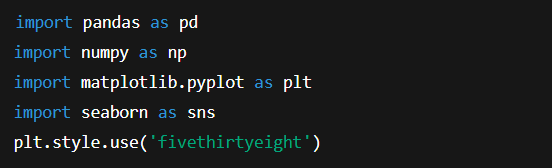 import pandas as pd
import numpy as np
import matplotlib.pyplot as plt
import seaborn as sns
plt.style.use('fivethirtyeight')